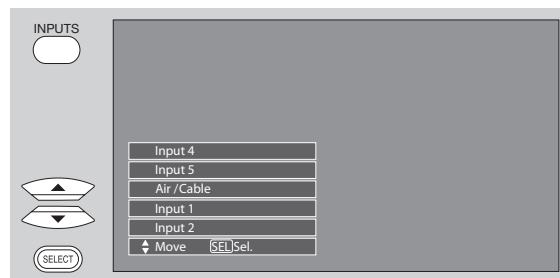 INPUTS
Input 4
Input 5
Air /Cable
Input 1
Input 2
Move SEL Sel.
SELECT